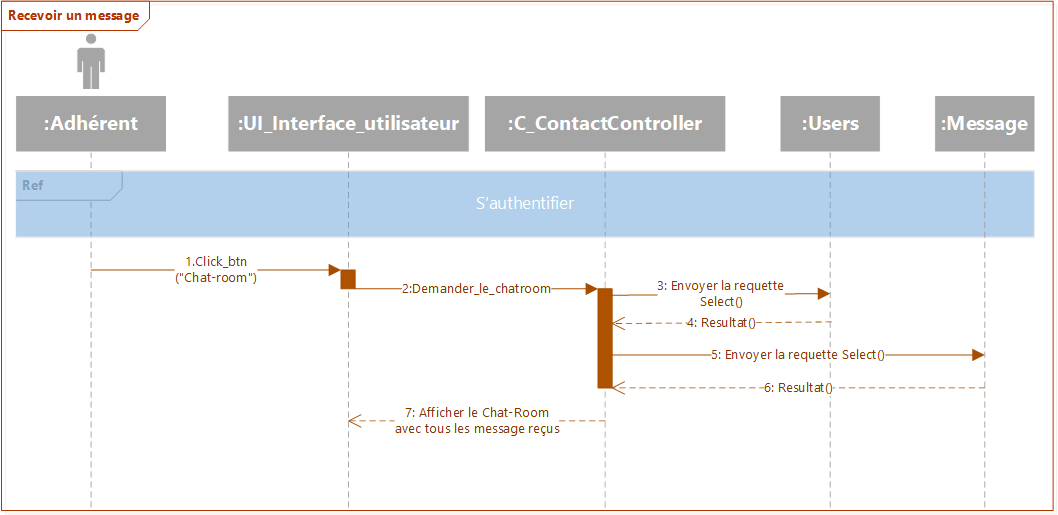 Recevoir un message
:Adhérent
:UI_Interface_utilisateur
:C_ContactController
:Users
:Message
Ref
S'authentifier
1.Click_btn
("Chat-room")
2:Demander_le_chatroom
3: Envoyer la requette
Select()
4: Resultat()
5: Envoyer la requette Select()
6: Resultat()
7: Afficher le Chat-Room
avec tous les message reçus